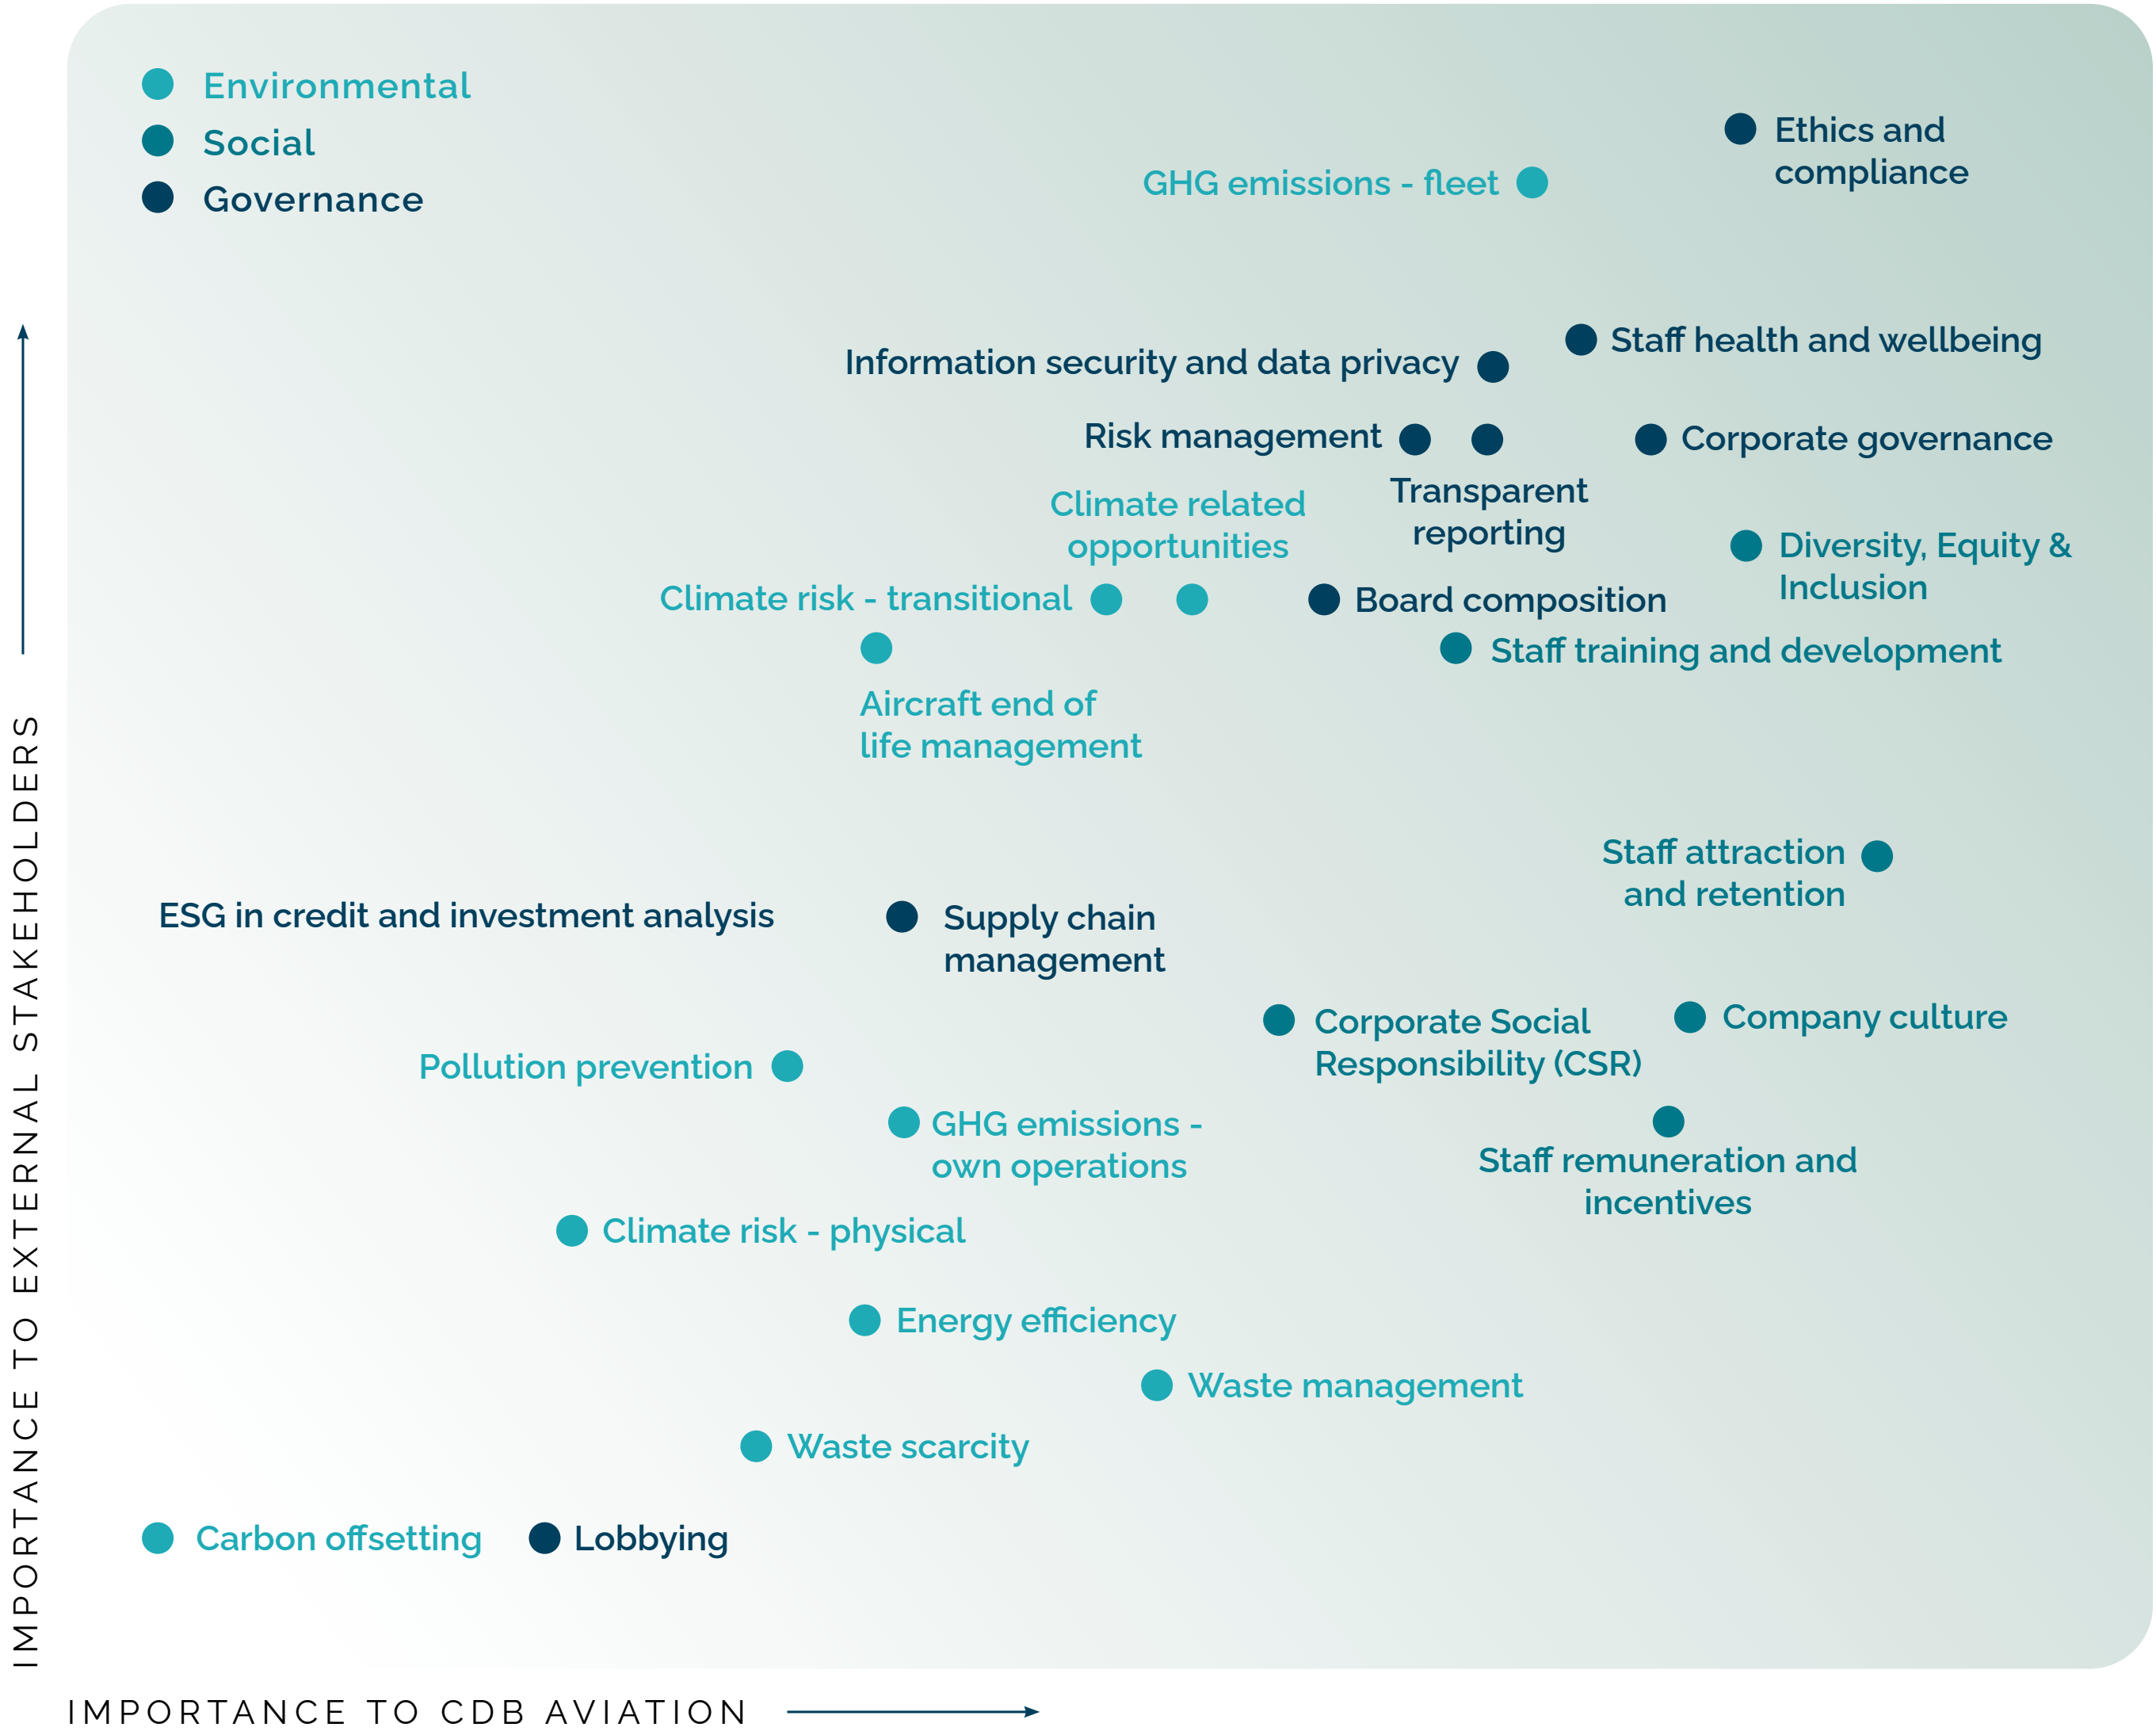 Environmental
Social
Governance
Ethics and
compliance
GHG emissions - fleet
Staff health and wellbeing
Information security and data privacy
Risk management
Corporate governance
Transparent
reporting
Climate related
opportunities
Diversity, Equity &
Inclusion
Climate risk - transitional
Board composition
Staff training and development
Aircraft end of
life management
Staff attraction
and retention
ESG in credit and investment analysis
Supply chain
management
Corporate Social
Responsibility (CSR)
Company culture
Pollution prevention
GHG emissions -
own operations
Staff remuneration and
incentives
Climate risk - physical
Energy efficiency
Waste management
Waste scarcity
Carbon offsetting
Lobbying
IMPORTANCE TO EXTERNAL STAKEHOLDERS
IMPORTANCE TO CDB AVIATION